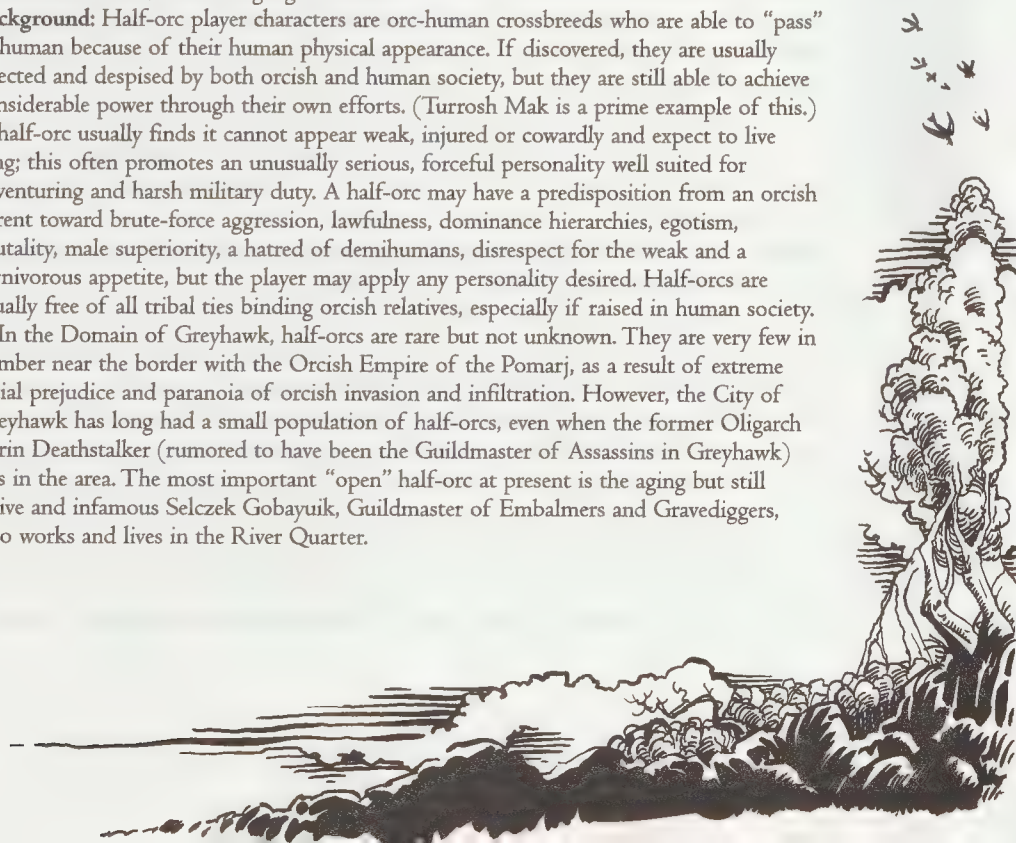 ckground: Half-orc player characters are orc-human crossbreeds who are able to “pass”
human because of their human physical appearance. If discovered, they are usually
ected and despised by both orcish and human society, but they are still able to achieve
nsiderable power through their own efforts. (Turrosh Mak is a prime example of this.)
half-orc usually finds it cannot appear weak, injured or cowardly and expect to live
ng; this often promotes an unusually serious, forceful personality well suited for
venturing and harsh military duty. A half-orc may have a predisposition from an orcish
rent toward brute-force aggression, lawfulness, dominance hierarchies, egotism,
utality, male superiority, a hatred of demihumans, disrespect for the weak and a
rnivorous appetite, but the player may apply any personality desired. Half-orcs are
ually free of all tribal ties binding orcish relatives, especially if raised in human society.
In the Domain of Greyhawk, half-orcs are rare but not unknown. They are very few in
mber near the border with the Orcish Empire of the Pomarj, as a result of extreme
ial prejudice and paranoia of orcish invasion and infiltration. However, the City of
eyhawk has long had a small population of half-orcs, even when the former Oligarch
rin Deathstalker (rumored to have been the Guildmaster of Assassins in Greyhawk)
s in the area. The most important “open” half-orc at present is the aging but still
ive and infamous Selczek Gobayuik, Guildmaster of Embalmers and Gravediggers,
o works and lives in the River Quarter.